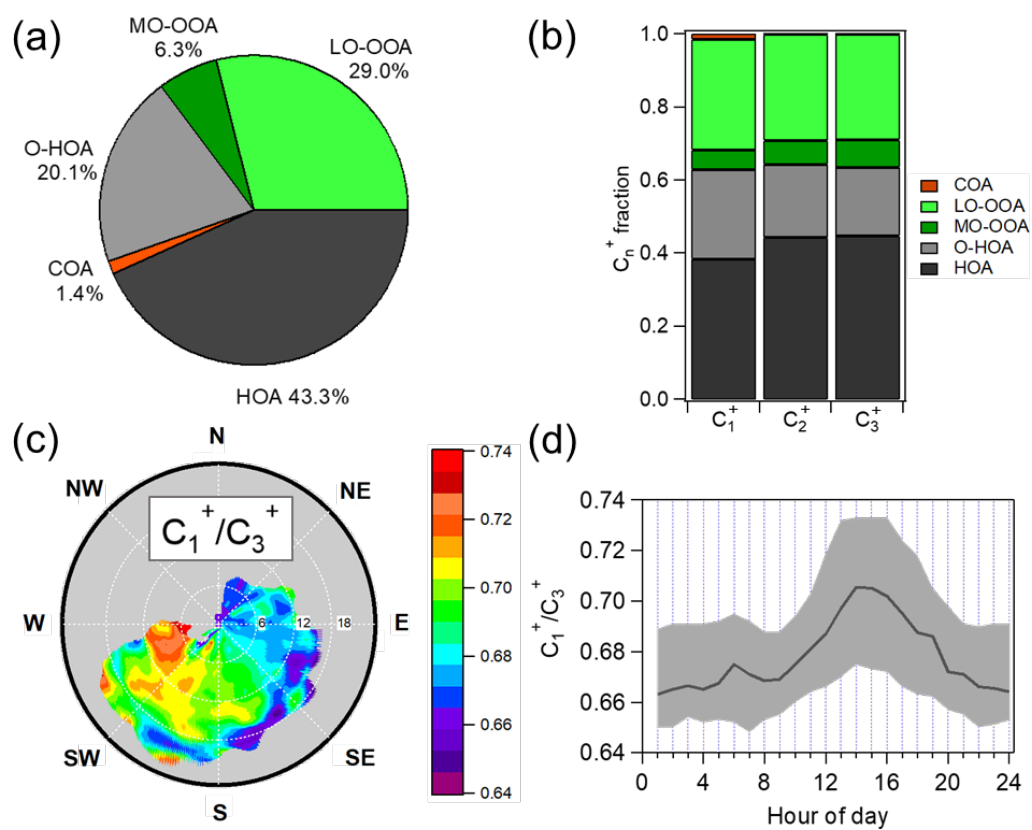 (a)
MO-OOA
6.3%
LO-OOA
29.0%
O-HOA
20.1%
COA
1.4%
HOA 43.3%
(b)
1.0
0.8
0.6
0.4
0.2
0.0
Cn+ fraction
C1+ C2+ C3+
COA
LO-OOA
MO-OOA
O-HOA
HOA
(c)
N
NW
NE
C1+/C3+
W
6 12 18
E
SW
SE
S
0.74
0.72
0.70
0.68
0.66
0.64
(d)
0.74
0.72
0.70
0.68
0.66
0.64
C1+/C3+
0 4 8 12 16 20 24
Hour of day